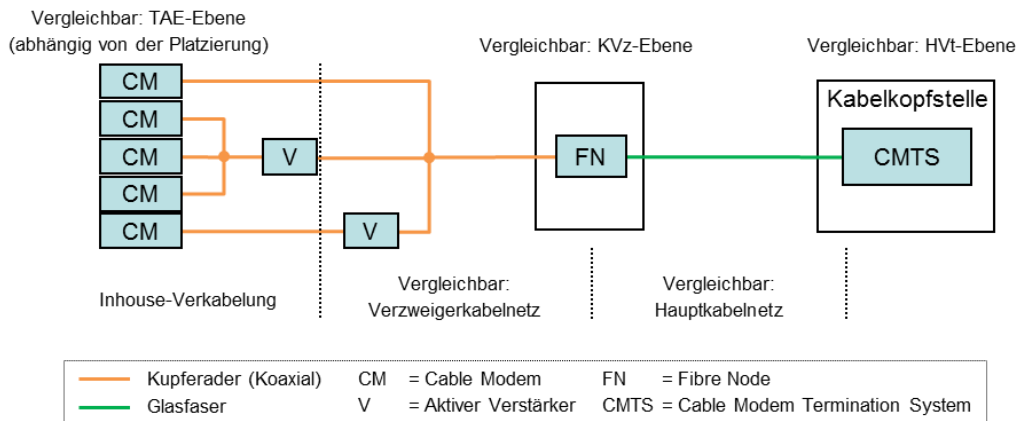 Vergleichbar: TAE-Ebene
(abhängig von der Platzierung)
Vergleichbar: KVz-Ebene
Vergleichbar: HVt-Ebene
CM
CM
CM
CM
CM
V
V
FN
Kabelkopfstelle
CMTS
Inhouse-Verkabelung
Vergleichbar:
Verzweigerkabelnetz
Vergleichbar:
Hauptkabelnetz
Kupferader (Koaxial) CM = Cable Modem FN = Fibre Node
Glasfaser V = Aktiver Verstärker CMTS = Cable Modem Termination System